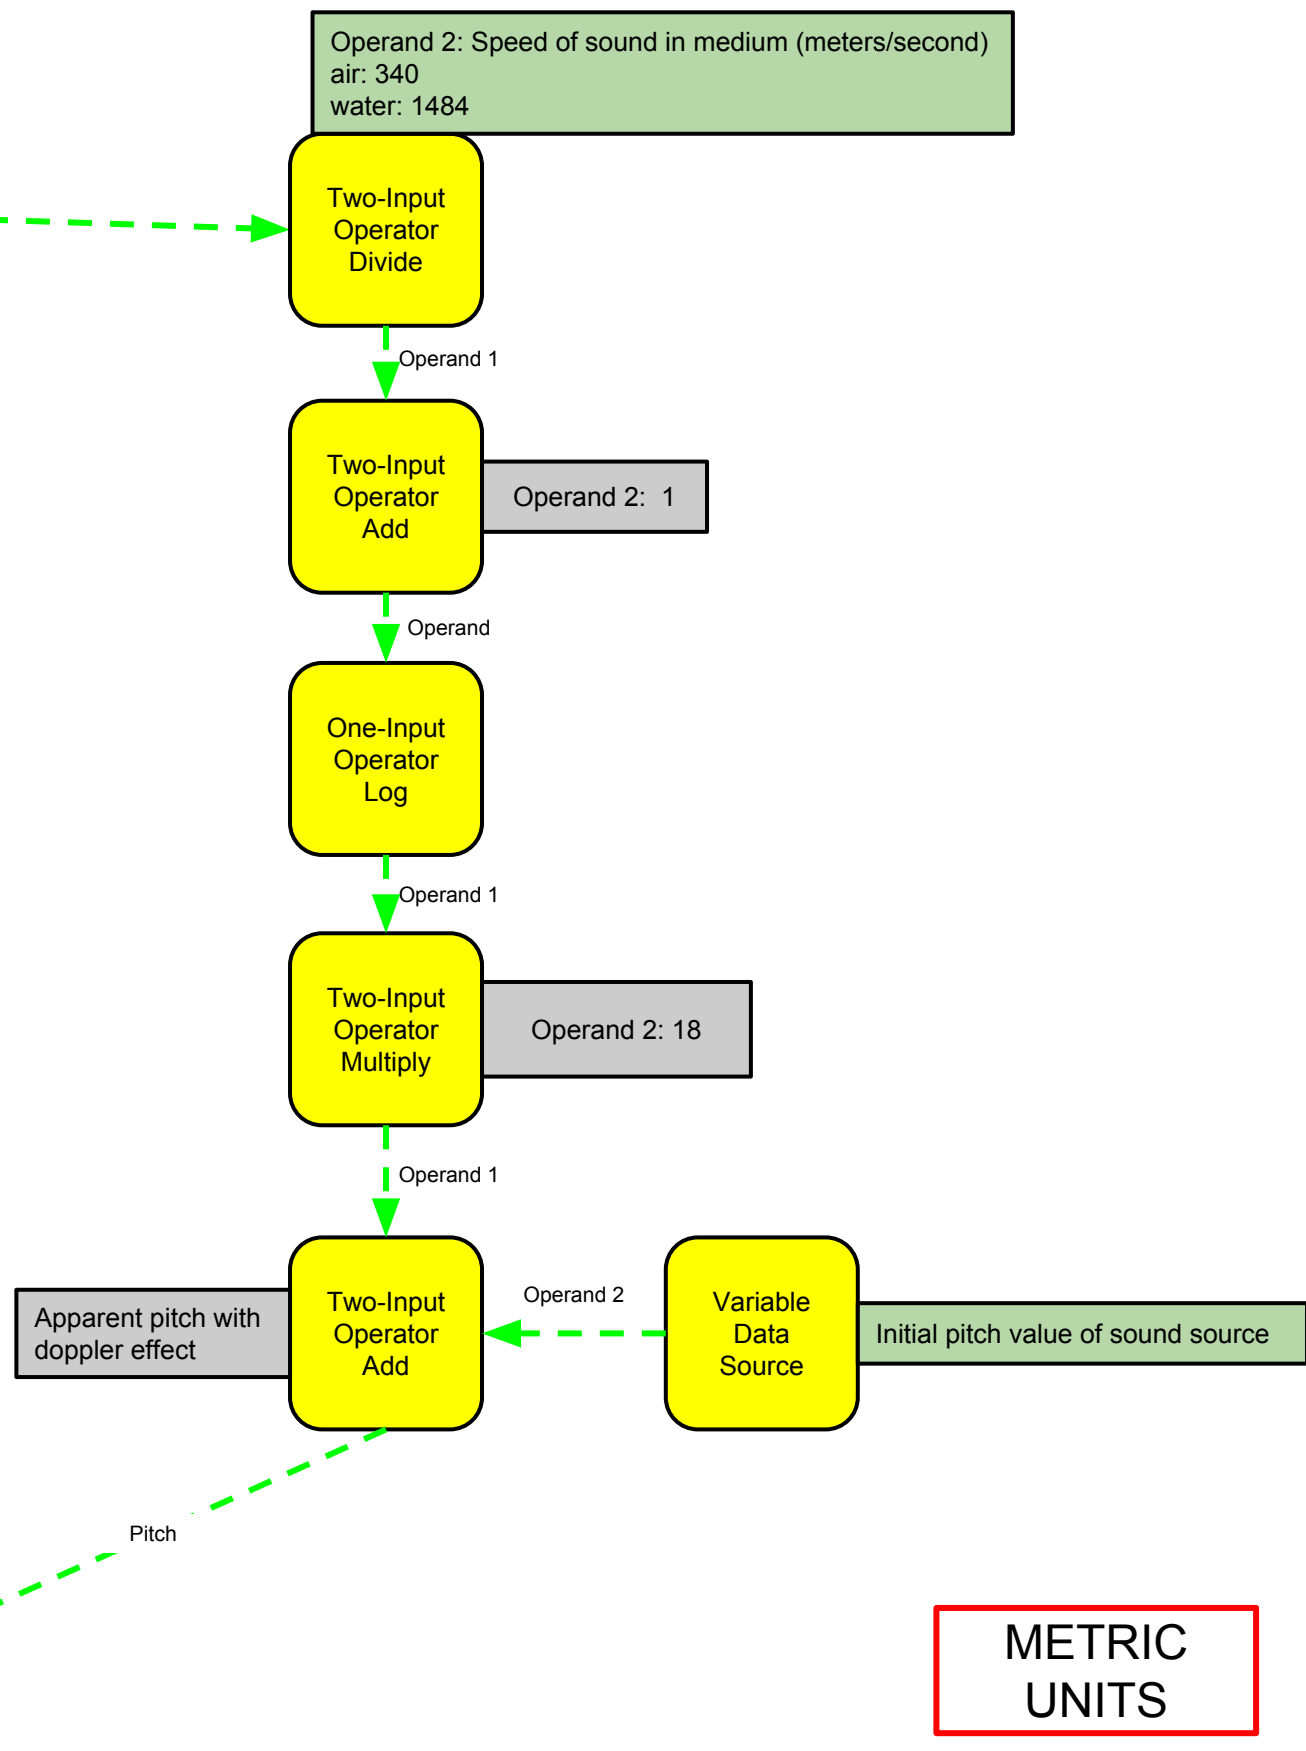 Operand 2: Speed of sound in medium (meters/second)
air: 340
water: 1484
Two-Input
Operator
Divide
Operand 1
Two-Input
Operator
Add
Operand 2:  1
Operand
One-Input
Operator
Log
Operand 1
Two-Input
Operator
Multiply
Operand 2: 18
Operand 1
Apparent pitch with
doppler effect
Two-Input
Operator
Add
Operand 2
Variable
Data
Source
Initial pitch value of sound source
Pitch
METRIC
UNITS